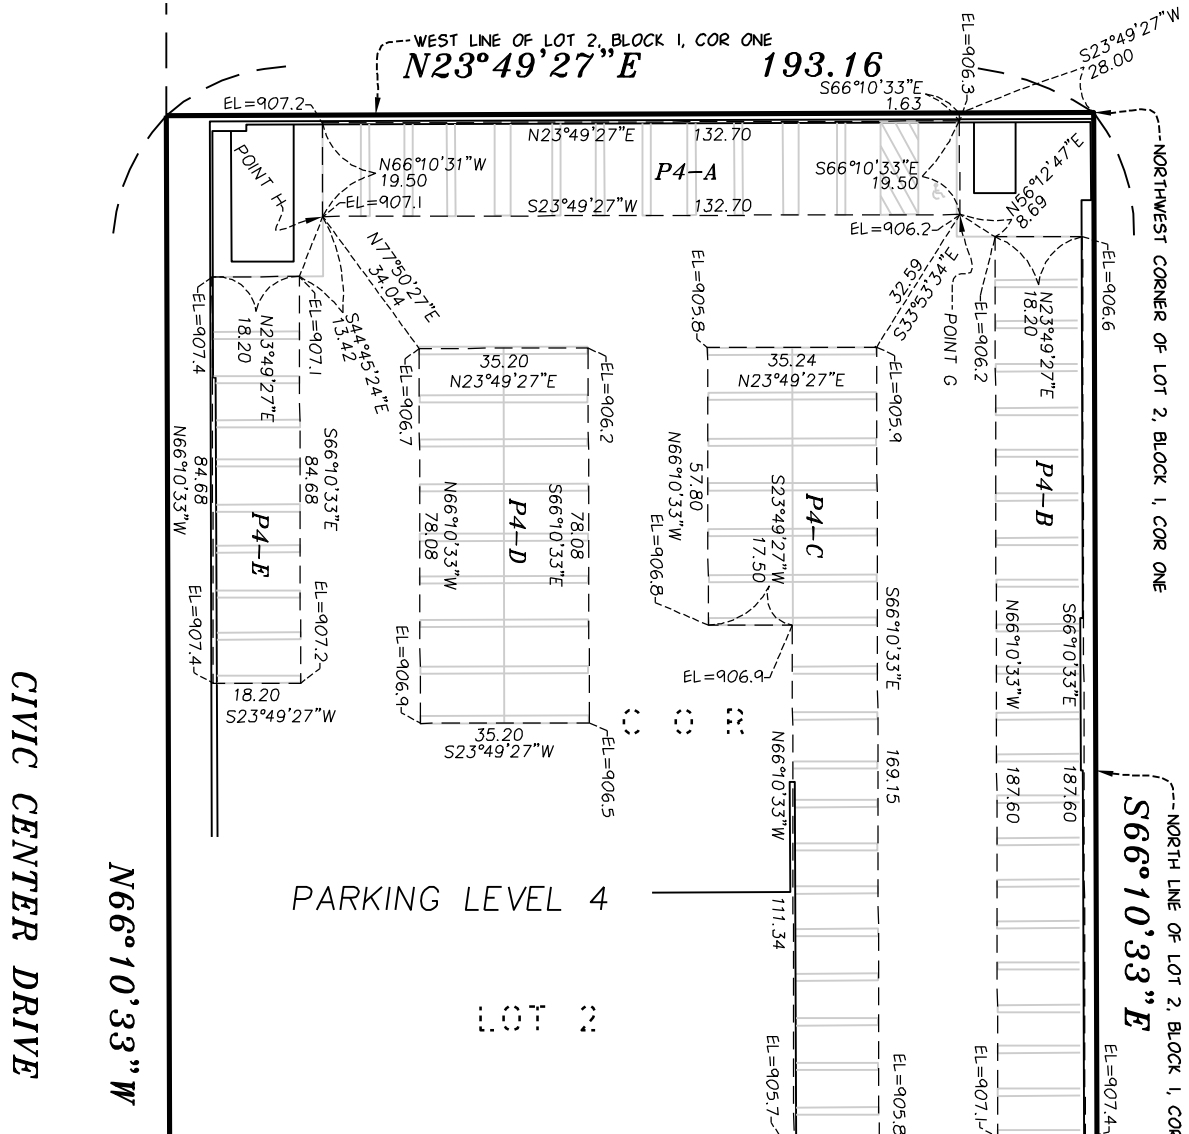 WEST LINE OF LOT 2, BLOCK 1, COR ONE
N23°49'27"E 193.16
EL=907.2
S66°10'33"E
1.63
EL=906.3
S23°49'27"W
28.00
N23°49'27"E 132.70
P4-A
S23°49'27"W 132.70
N66°10'31"W
19.50
EL=907.1
POINT H
S66°10'33"E
19.50
EL=906.2
N56°12'47"E
8.69
NORTHWEST CORNER OF LOT 2, BLOCK 1, COR ONE
N77°50'27"E
34.04
S44°45'24"E
13.42
32.59
S33°53'34"E
POINT G
EL=906.2
EL=906.6
N23°49'27"E
18.20
EL=907.4
N23°49'27"E
18.20
EL=907.1
EL=906.7
35.20
N23°49'27"E
EL=906.2
EL=905.8
35.24
N23°49'27"E
EL=905.9
N66°10'33"W
84.68
S66°10'33"E
84.68
P4-E
EL=907.4
EL=907.2
18.20
S23°49'27"W
N66°10'33"W
78.08
P4-D
78.08
S66°10'33"E
EL=906.9
35.20
S23°49'27"W
EL=906.5
N66°10'33"W
57.80
EL=906.8
S23°49'27"W
17.50
P4-C
EL=906.9
S66°10'33"E 169.15
P4-B
N66°10'33"W 187.60
S66°10'33"E 187.60
COR
N66°10'33"W 111.34
PARKING LEVEL 4
LOT 2
CIVIC CENTER DRIVE
N66°10'33"W
S66°10'33"E
NORTH LINE OF LOT 2, BLOCK 1, COR
EL=905.7
EL=905.8
EL=907.1
EL=907.4